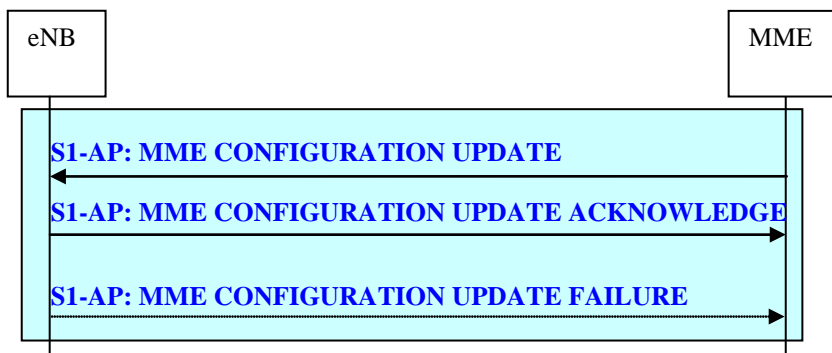 eNB
MME
S1-AP: MME CONFIGURATION UPDATE
S1-AP: MME CONFIGURATION UPDATE ACKNOWLEDGE
S1-AP: MME CONFIGURATION UPDATE FAILURE